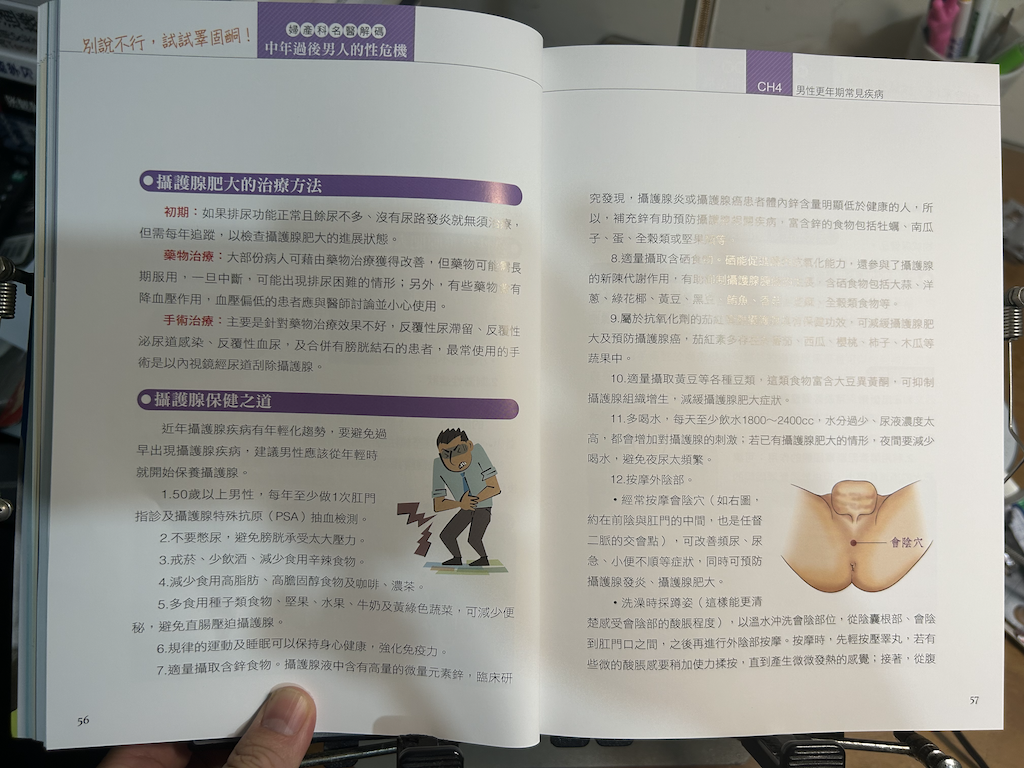 別說不行，試試睪固酮！
婦產科名醫解碼
中年過後男人的性危機
攝護腺肥大的治療方法
初期：如果排尿功能正常且餘尿不多、沒有尿路發炎就無須治療，
但需每年追蹤，以檢查攝護腺肥大的進展狀態。
藥物治療：大部份病人可藉由藥物治療獲得改善，但藥物可能需長
期服用，一旦中斷，可能出現排尿困難的情形；另外，有些藥物會有
降血壓作用，血壓偏低的患者應與醫師討論並小心使用。
手術治療：主要是針對藥物治療效果不好，反覆性尿滯留、反覆性
泌尿道感染、反覆性血尿，及合併有膀胱結石的患者，最常使用的手
術是以內視鏡經尿道刮除攝護腺。
攝護腺保健之道
近年攝護腺疾病有年輕化趨勢，要避免過
早出現攝護腺疾病，建議男性應該從年輕時
就開始保養攝護腺。
1.50歲以上男性，每年至少做1次肛門
指診及攝護腺特殊抗原（PSA）抽血檢測。
2.不要憋尿，避免膀胱承受太大壓力。
3.戒菸、少飲酒、減少食用辛辣食物。
4.減少食用高脂肪、高膽固醇食物及咖啡、濃茶。
5.多食用種子類食物、堅果、水果、牛奶及黃綠色蔬菜，可減少便
秘，避免直腸壓迫攝護腺。
6.規律的運動及睡眠可以保持身心健康，強化免疫力。
7.適量攝取含鋅食物。攝護腺液中含有高量的微量元素鋅，臨床研
56
CH4 男性更年期常見疾病
究發現，攝護腺炎或攝護腺癌患者體內鋅含量明顯低於健康的人，所
以，補充鋅有助預防攝護腺相關疾病，富含鋅的食物包括牡蠣、南瓜
子、蛋、全穀類或堅果類等。
8.適量攝取含硒食物。硒能促進抗氧化能力，還參與了攝護腺
的新陳代謝作用，有助抑制攝護腺腫，含硒食物包括大蒜、洋
蔥、綠花椰、黃豆、鮪魚、全穀類食物等。
9.屬於抗氧化劑的茄紅素保健功效，可減緩攝護腺肥
大及預防攝護腺癌，茄紅素多存在於番茄、西瓜、櫻桃、柿子、木瓜等
蔬果中。
10.適量攝取黃豆等各種豆類，這類食物富含大豆異黃酮，可抑制
攝護腺組織增生，減緩攝護腺肥大症狀。
11.多喝水，每天至少飲水1800～2400cc，水分過少、尿液濃度太
高，都會增加對攝護腺的刺激；若已有攝護腺肥大的情形，夜間要減少
喝水，避免夜尿太頻繁。
12.按摩外陰部。
•經常按摩會陰穴（如右圖，
約在前陰與肛門的中間，也是任督
二脈的交會點），可改善頻尿、尿
急、小便不順等症狀，同時可預防
攝護腺發炎、攝護腺肥大。
會陰穴
•洗澡時採蹲姿（這樣能更清
楚感受會陰部的酸脹程度），以溫水沖洗會陰部位，從陰囊根部、會陰
到肛門口之間，之後再進行外陰部按摩。按摩時，先輕按壓睪丸，若有
些微的酸脹感要稍加使力揉按，直到產生微微發熱的感覺；接著，從腹
57